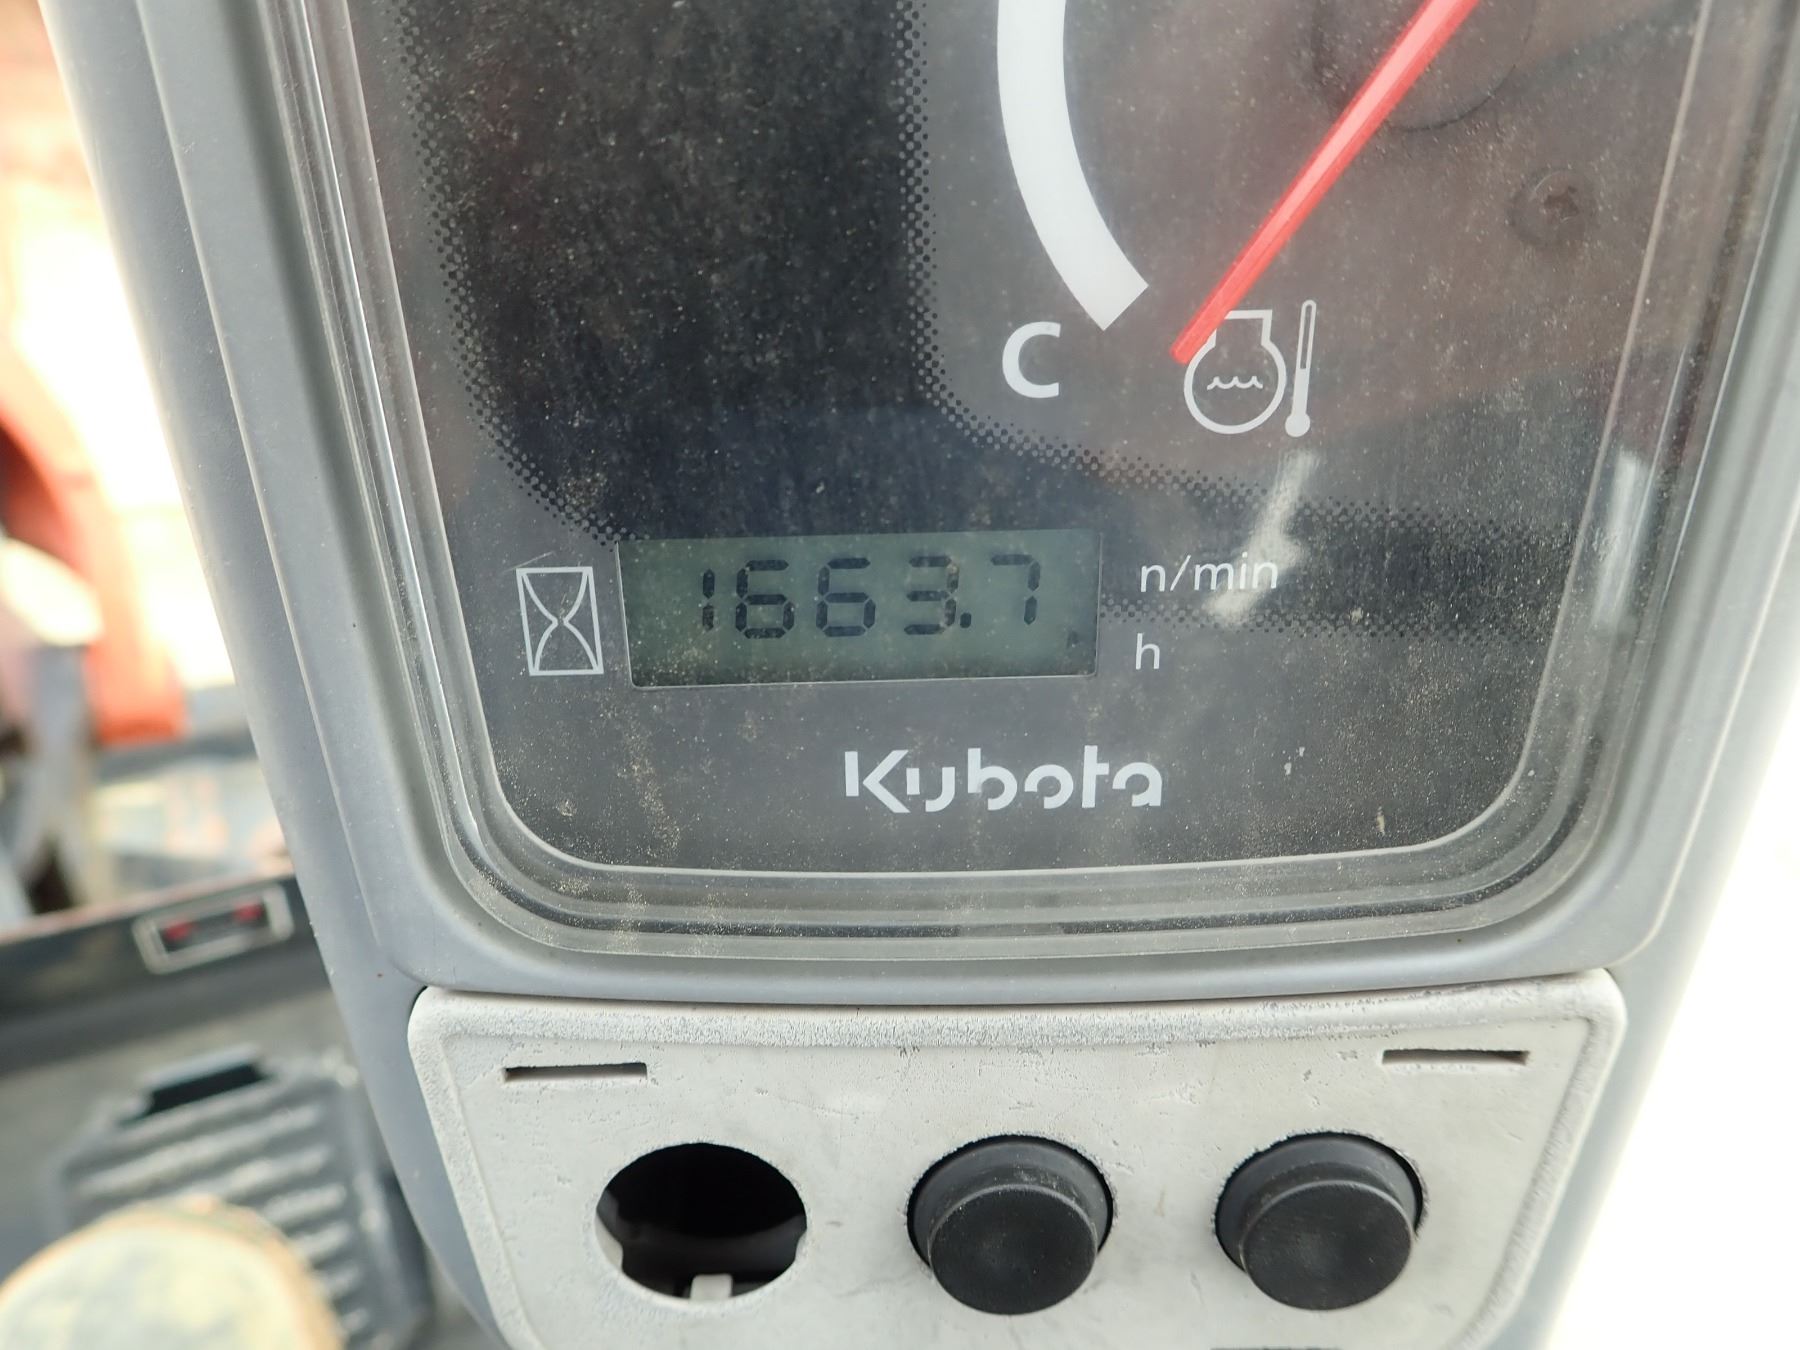 C
1663.7
n/min
h
Kubota